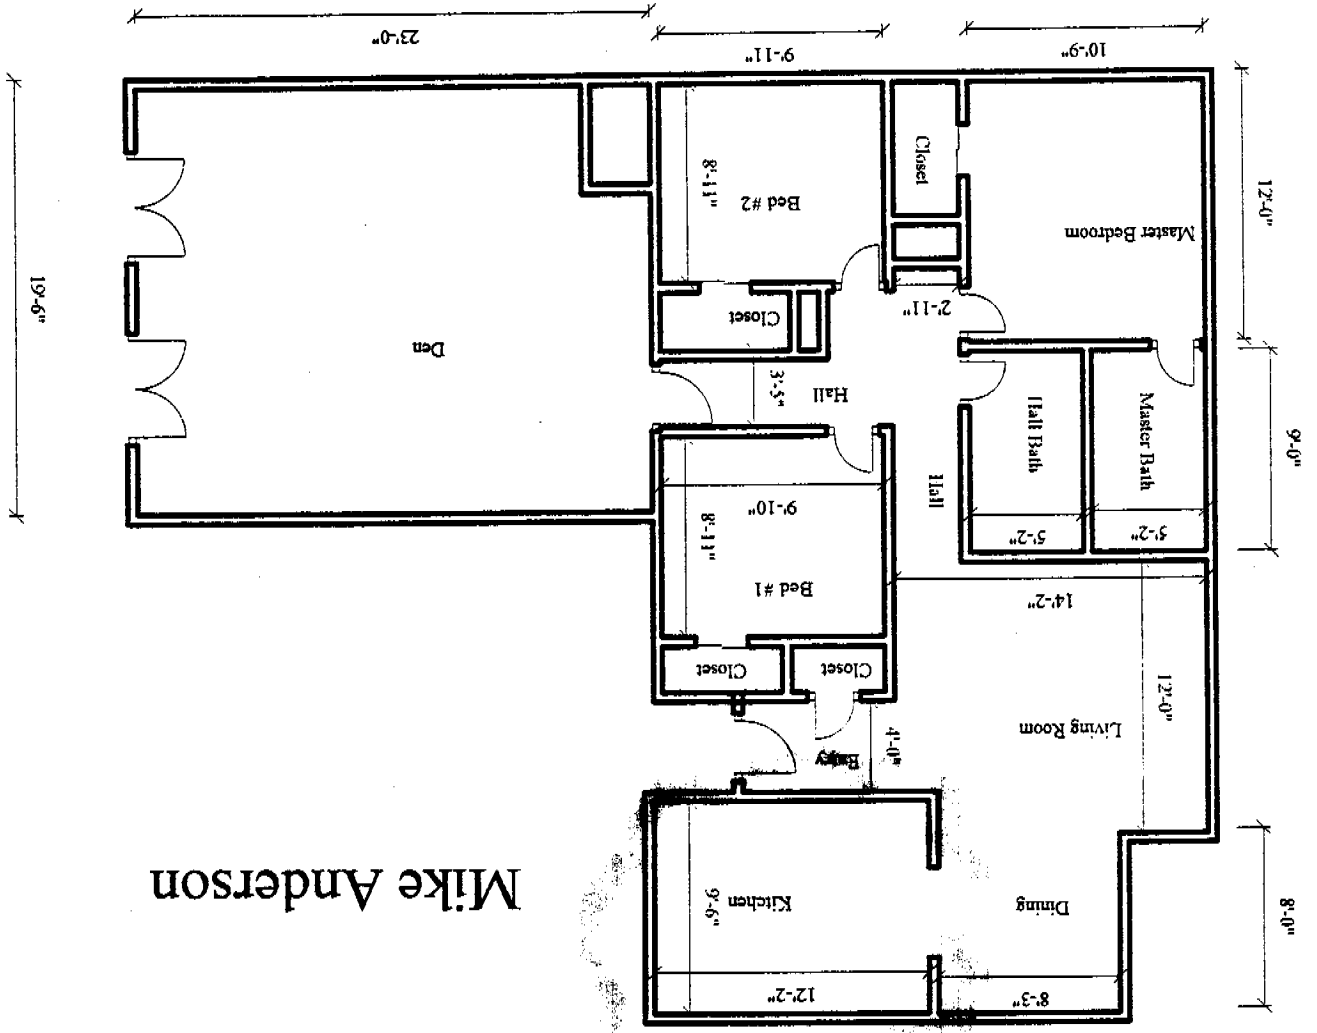 8'-3"
12'-2"
8'-0"
Dining
Kitchen
9'-6"
Mike Anderson
Entry
4'-0"
Living Room
12'-0"
Closet
Closet
14'-2"
Bed #1
8'-11"
5'-2"
5'-2"
9'-10"
Hall
Master Bath
Hall Bath
9'-0"
Hall
3'-5"
Den
Closet
2'-11"
19'-6"
Master Bedroom
Bed #2
8'-11"
12'-0"
Closet
10'-9"
9'-11"
23'-0"